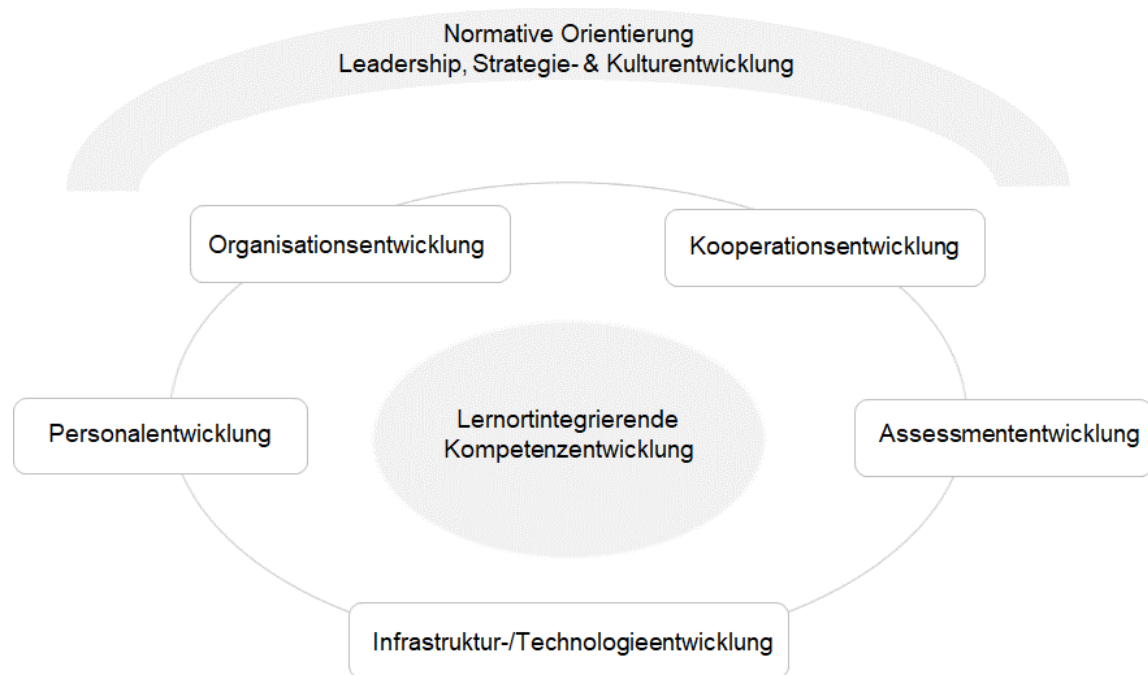 Normative Orientierung
Leadership, Strategie- & Kulturentwicklung
Organisationsentwicklung
Kooperationsentwicklung
Personalentwicklung
Lernortintegrierende
Kompetenzentwicklung
Assessmententwicklung
Infrastruktur-/Technologieentwicklung